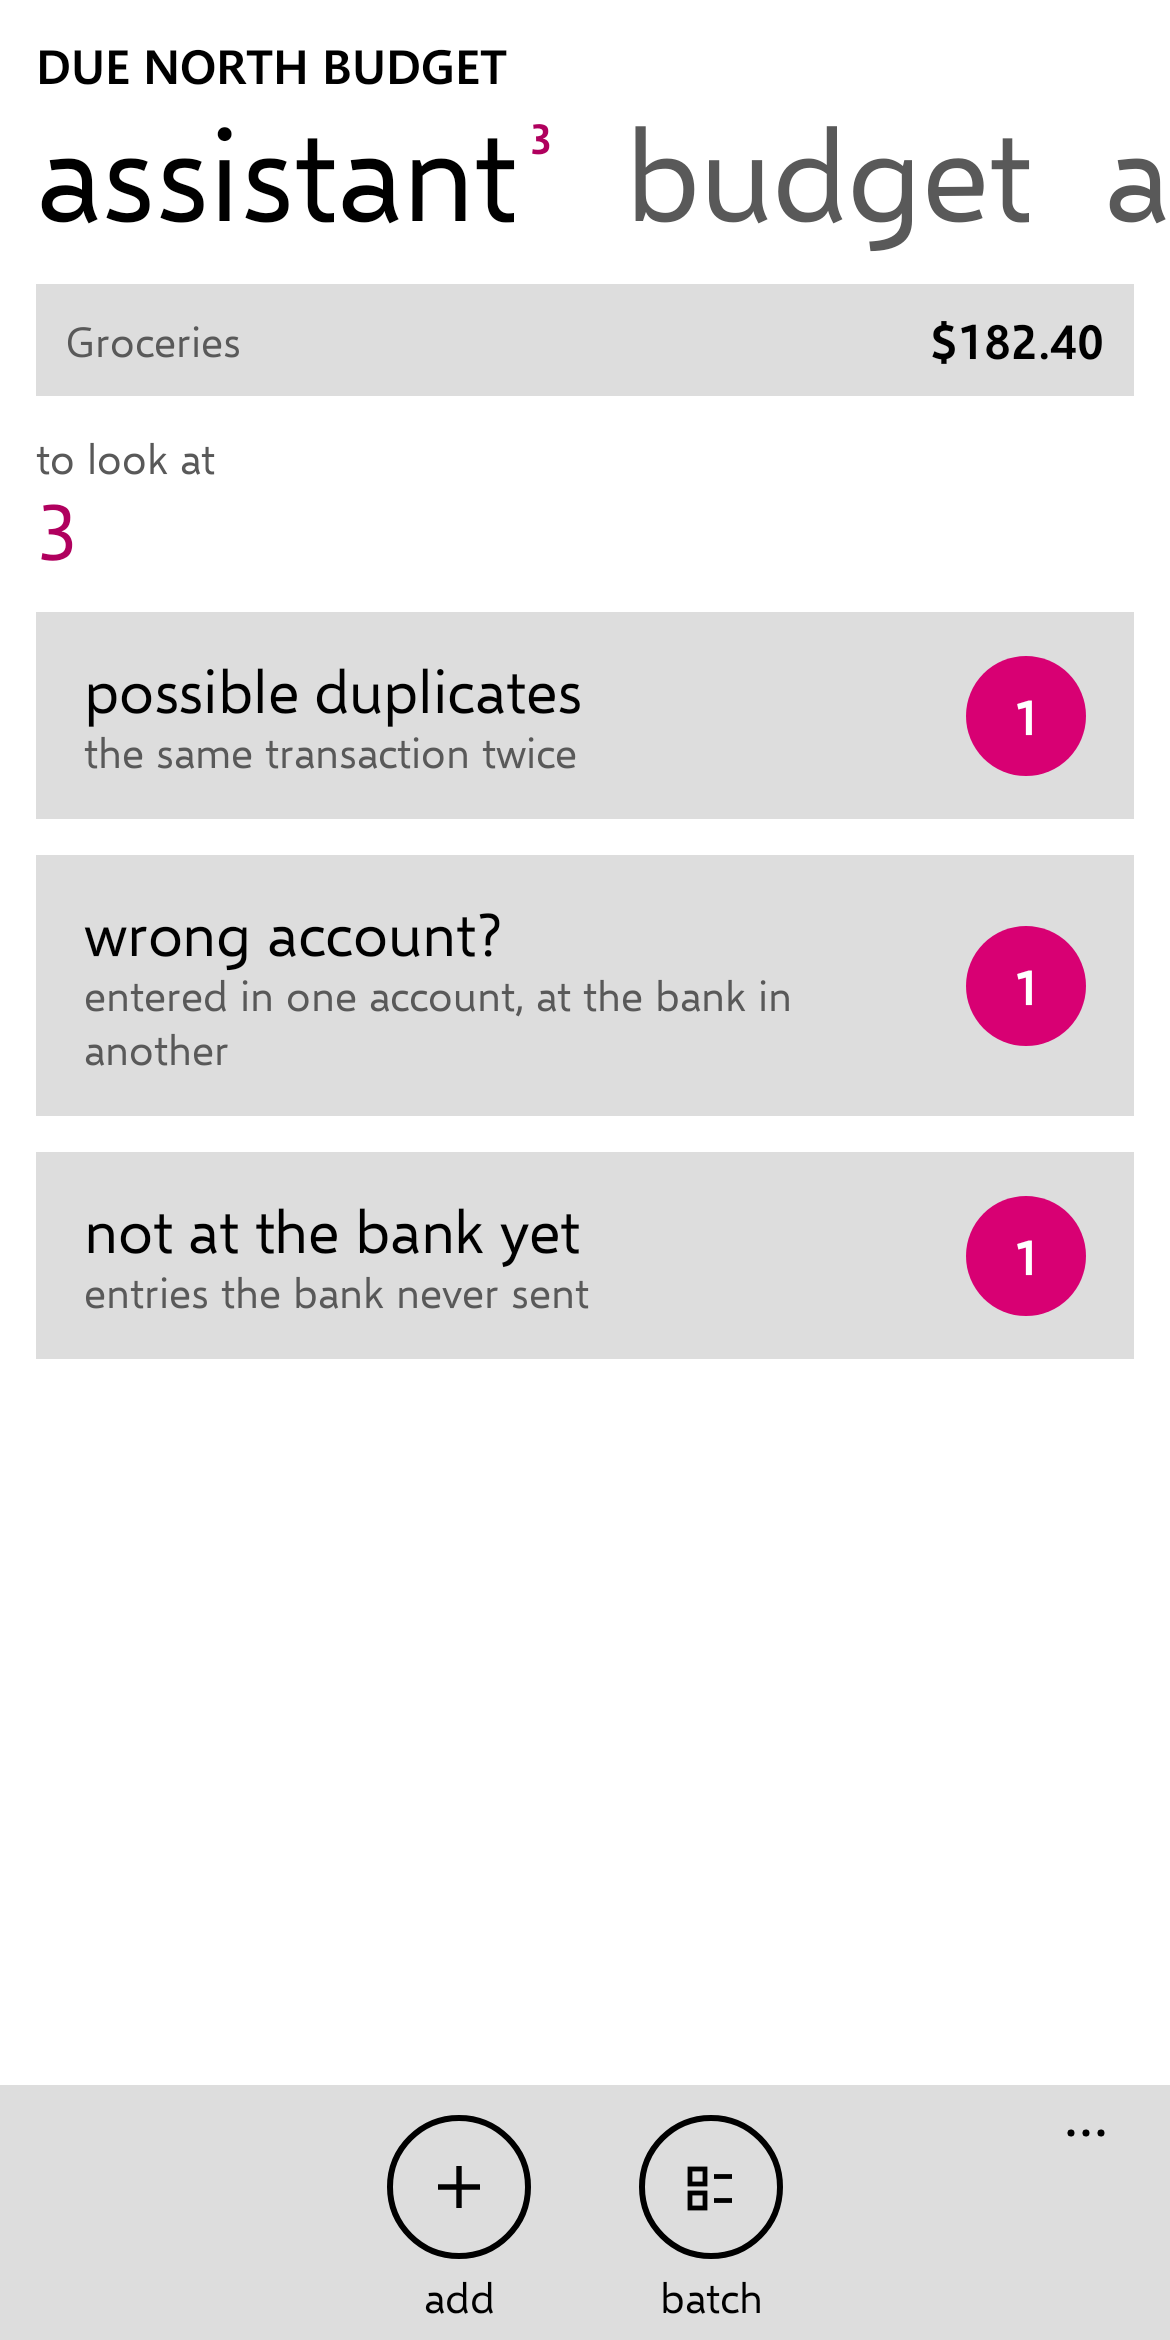 DUE NORTH BUDGET
assistant 3 budget a
Groceries $182.40
to look at
3
possible duplicates
the same transaction twice
1
wrong account?
entered in one account, at the bank in
another
1
not at the bank yet
entries the bank never sent
1
...
add batch